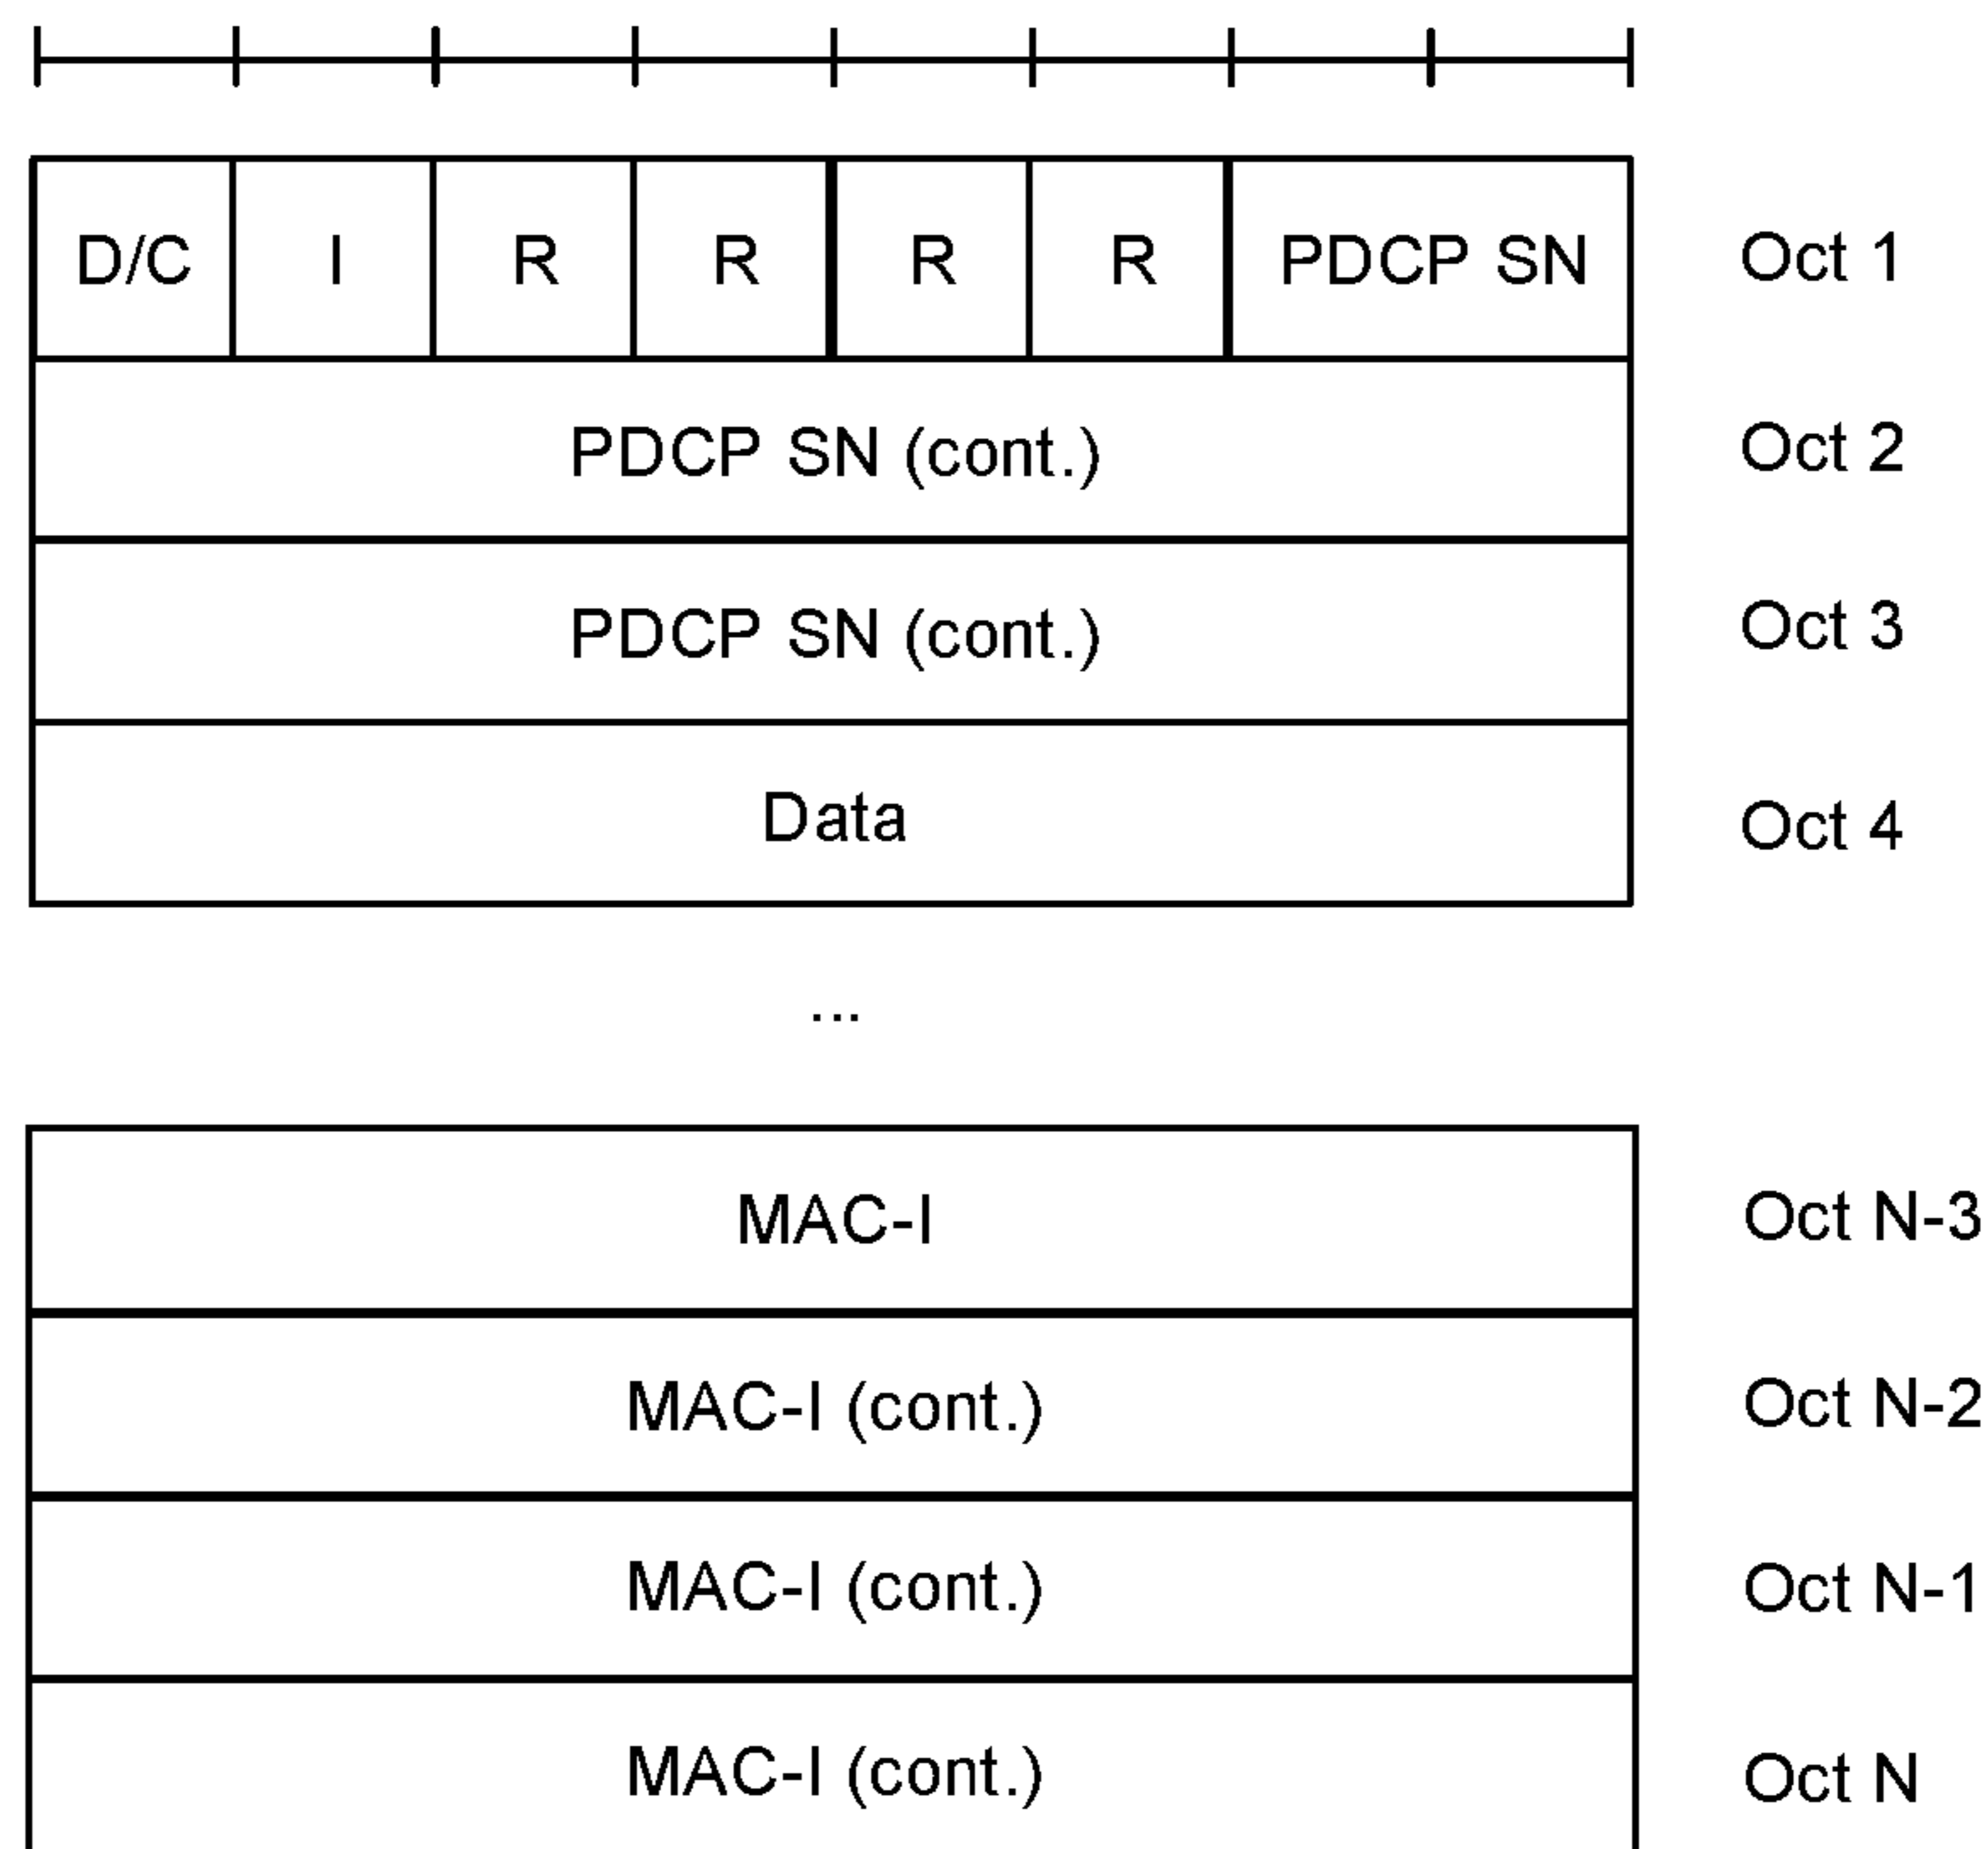 D/C I R R R R PDCP SN Oct 1
PDCP SN (cont.) Oct 2
PDCP SN (cont.) Oct 3
Data Oct 4
...
MAC-I Oct N-3
MAC-I (cont.) Oct N-2
MAC-I (cont.) Oct N-1
MAC-I (cont.) Oct N